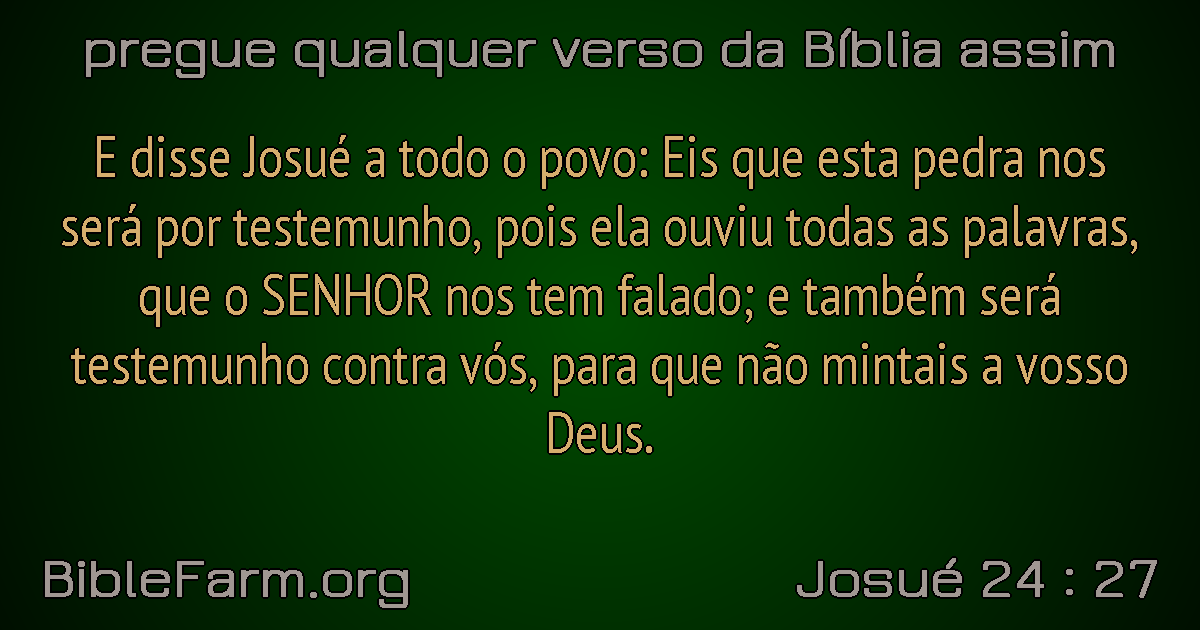 pregue qualquer verso da Bíblia assim
E disse Josué a todo o povo: Eis que esta pedra nos
será por testemunho, pois ela ouviu todas as palavras,
que o SENHOR nos tem falado; e também será
testemunho contra vós, para que não mintais a vosso
Deus.
BibleFarm.org
Josué 24 : 27